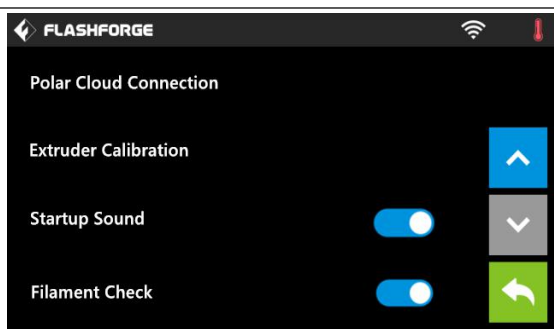 FLASHFORGE
Polar Cloud Connection
Extruder Calibration
Startup Sound
Filament Check